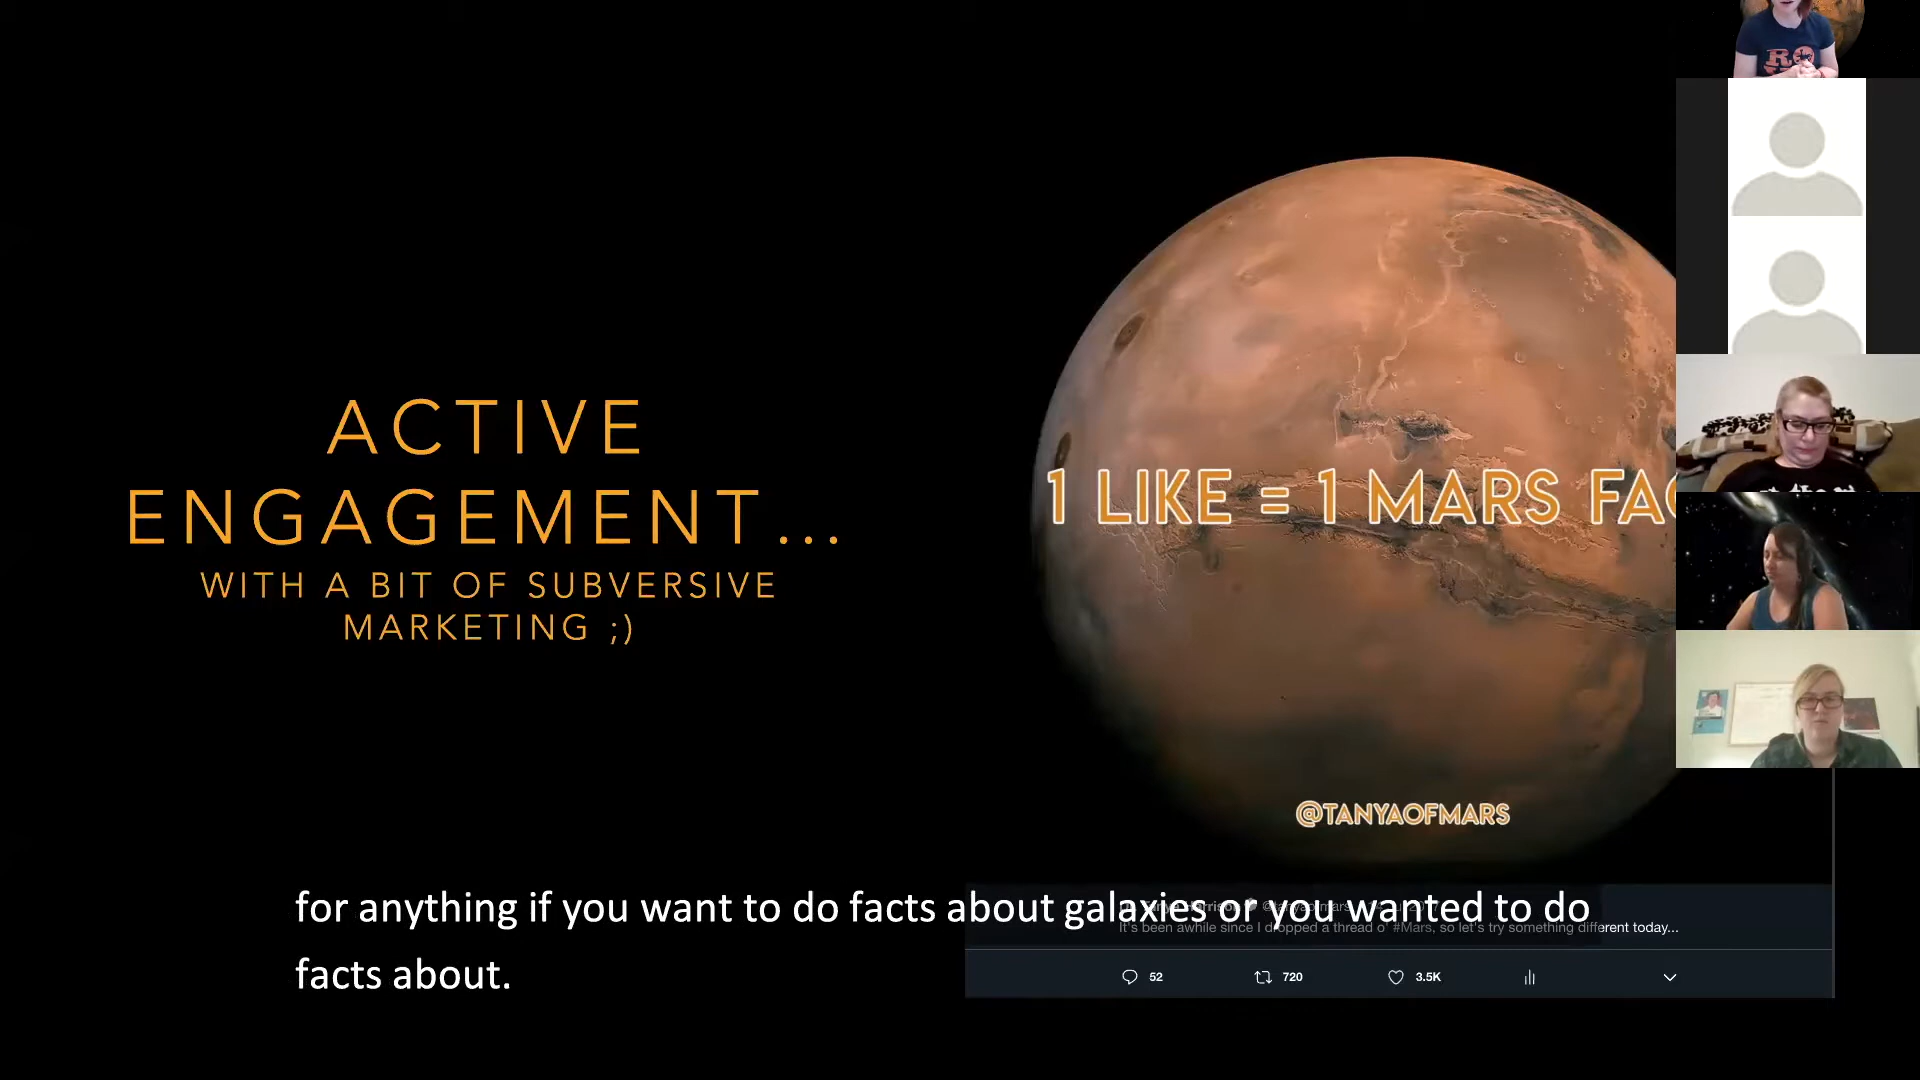 ACTIVE
ENGAGEMENT...
WITH A BIT OF SUBVERSIVE
MARKETING ;)
1 LIKE = 1 MARS FAC
@TANYAOFMARS
for anything if you want to do facts about galaxies or you wanted to do
facts about.
It's been awhile since I dropped a thread o' #Mars, so let's try something different today...
52 720 3.5K